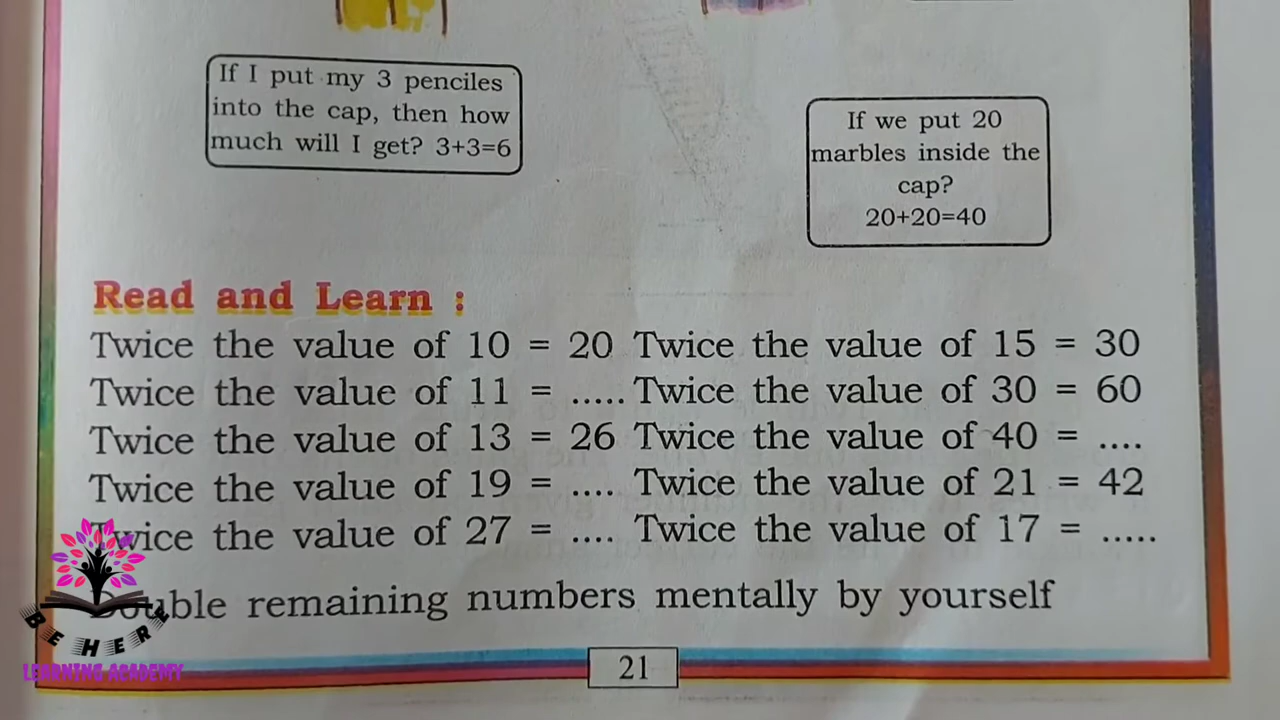 If I put my 3 penciles
into the cap, then how
much will I get? 3+3=6
If we put 20
marbles inside the
cap?
20+20=40
Read and Learn :
Twice the value of 10 = 20 Twice the value of 15 = 30
Twice the value of 11 = ..... Twice the value of 30 = 60
Twice the value of 13 = 26 Twice the value of 40 = ....
Twice the value of 19 = .... Twice the value of 21 = 42
Twice the value of 27 = .... Twice the value of 17 = .....
Double remaining numbers mentally by yourself
BE HERE
LEARNING ACADEMY
21